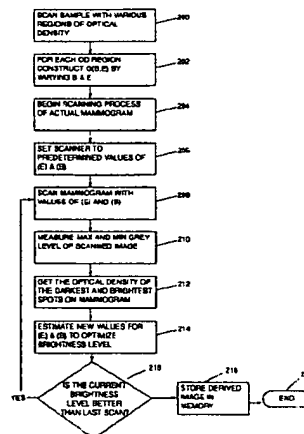 SCAN SAMPLE WITH VARIOUS
REGIONS OF OPTICAL
DENSITY
200
FOR EACH OD REGION
CONSTRUCT G(B,E) BY
VARYING B & E
202
BEGIN SCANNING PROCESS
OF ACTUAL MAMMOGRAM
204
SET SCANNER TO
PREDETERMINED VALUES OF
(E) & (B)
206
SCAN MAMMOGRAM WITH
VALUES OF (E) AND (B)
208
MEASURE MAX AND MIN GREY
LEVEL OF SCANNED IMAGE
210
GET THE OPTICAL DENSITY OF
THE DARKEST AND BRIGHTEST
SPOTS ON MAMMOGRAM
212
ESTIMATE NEW VALUES FOR
(E) & (B) TO OPTIMIZE
BRIGHTNESS LEVEL
214
IS THE CURRENT
BRIGHTNESS
LEVEL BETTER
THAN LAST SCAN?
218
YES
STORE DERIVED
IMAGE IN
MEMORY
216
END